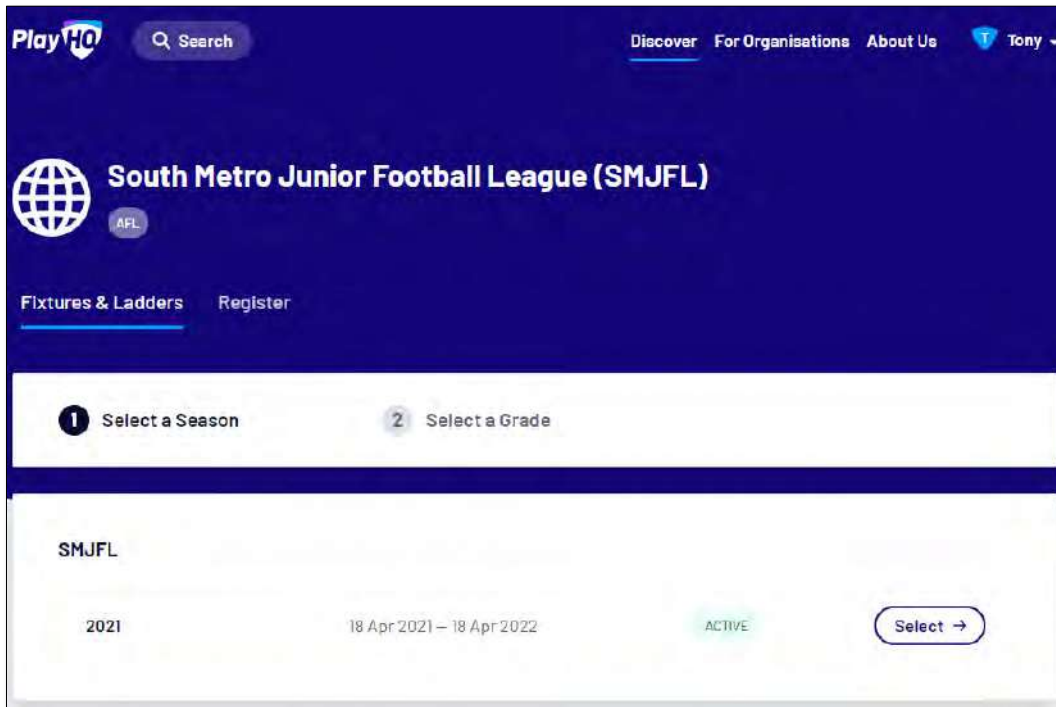 PlayHQ Search Discover For Organisations About Us T Tony
South Metro Junior Football League (SMJFL)
AFL
Fixtures & Ladders Register
1 Select a Season 2 Select a Grade
SMJFL
2021 18 Apr 2021 – 18 Apr 2022 ACTIVE Select →